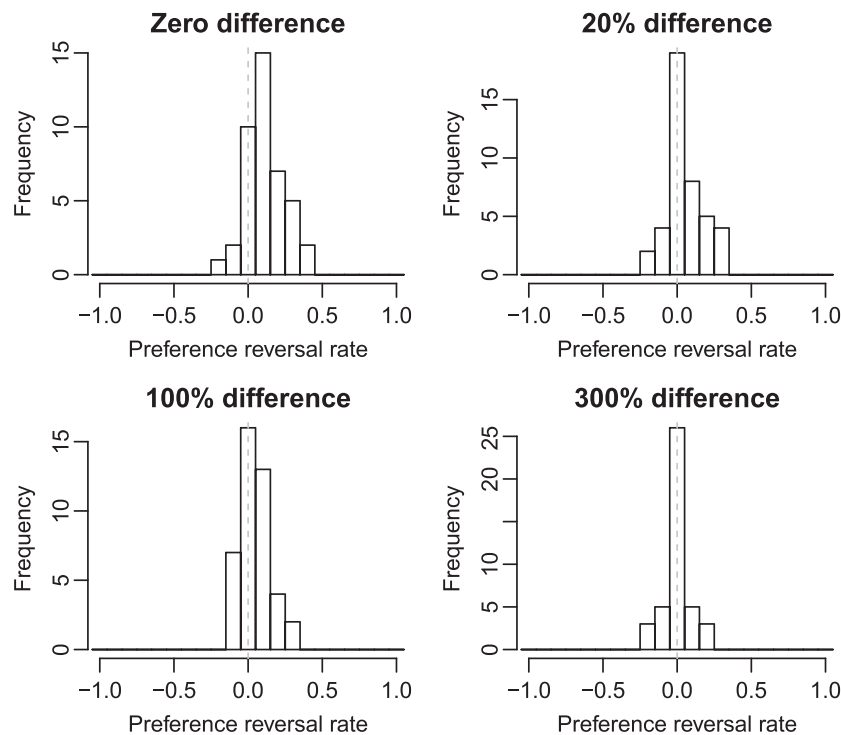 Zero difference
Frequency
15
10
5
0
−1.0 −0.5 0.0 0.5 1.0
Preference reversal rate
20% difference
Frequency
15
10
5
0
−1.0 −0.5 0.0 0.5 1.0
Preference reversal rate
100% difference
Frequency
15
10
5
0
−1.0 −0.5 0.0 0.5 1.0
Preference reversal rate
300% difference
Frequency
25
20
10
5
0
−1.0 −0.5 0.0 0.5 1.0
Preference reversal rate